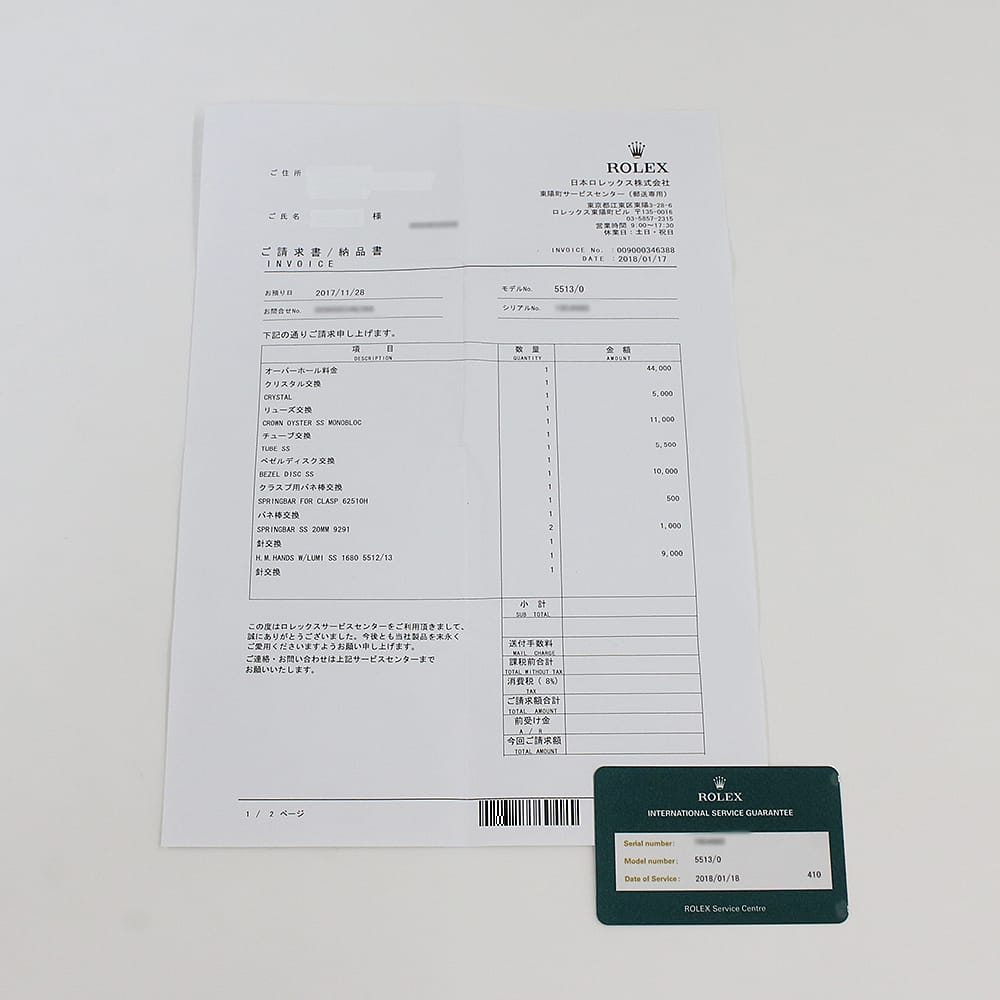 ROLEX
日本ロレックス株式会社
東陽町サービスセンター（郵送専用）
東京都江東区東陽3-28-6
ロレックス東陽町ビル 〒135-0016
03-5857-2315
営業時間 9:00～17:30
休業日：土日・祝日
ご住所
ご氏名 様
ご請求書/納品書
INVOICE
INVOICE No. : 009000346388
DATE : 2018/01/17
お預り日 2017/11/28
お問合せNo.
モデルNo. 5513/0
シリアルNo.
下記の通りご請求申し上げます。
項 目 数 量 金 額
DESCRIPTION QUANTITY AMOUNT
オーバーホール料金 1 44,000
クリスタル交換 1
CRYSTAL 1 5,000
リューズ交換 1
CROWN OYSTER SS MONOBLOC 1 11,000
チューブ交換 1
TUBE SS 1 5,500
ベゼルディスク交換 1
BEZEL DISC SS 1 10,000
クラスプ用バネ棒交換 1
SPRINGBAR FOR CLASP 62510H 1 500
バネ棒交換 1
SPRINGBAR SS 20MM 9291 2 1,000
針交換 1
H.M.HANDS W/LUMI SS 1680 5512/13 1 9,000
針交換 1
小 計
SUB TOTAL
送付手数料
MAIL CHARGE
課税前合計
TOTAL WITHOUT TAX
消費税( 8%)
TAX
ご請求額合計
TOTAL AMOUNT
前受け金
A / R
今回ご請求額
TOTAL AMOUNT
この度はロレックスサービスセンターをご利用頂きまして、
誠にありがとうございました。今後とも当社製品を末永く
ご愛用くださいますようお願い申し上げます。
ご連絡・お問い合わせは上記サービスセンターまで
お願いいたします。
1 / 2 ページ
ROLEX
INTERNATIONAL SERVICE GUARANTEE
Serial number:
Model number: 5513/0
Date of Service: 2018/01/18 410
ROLEX Service Centre